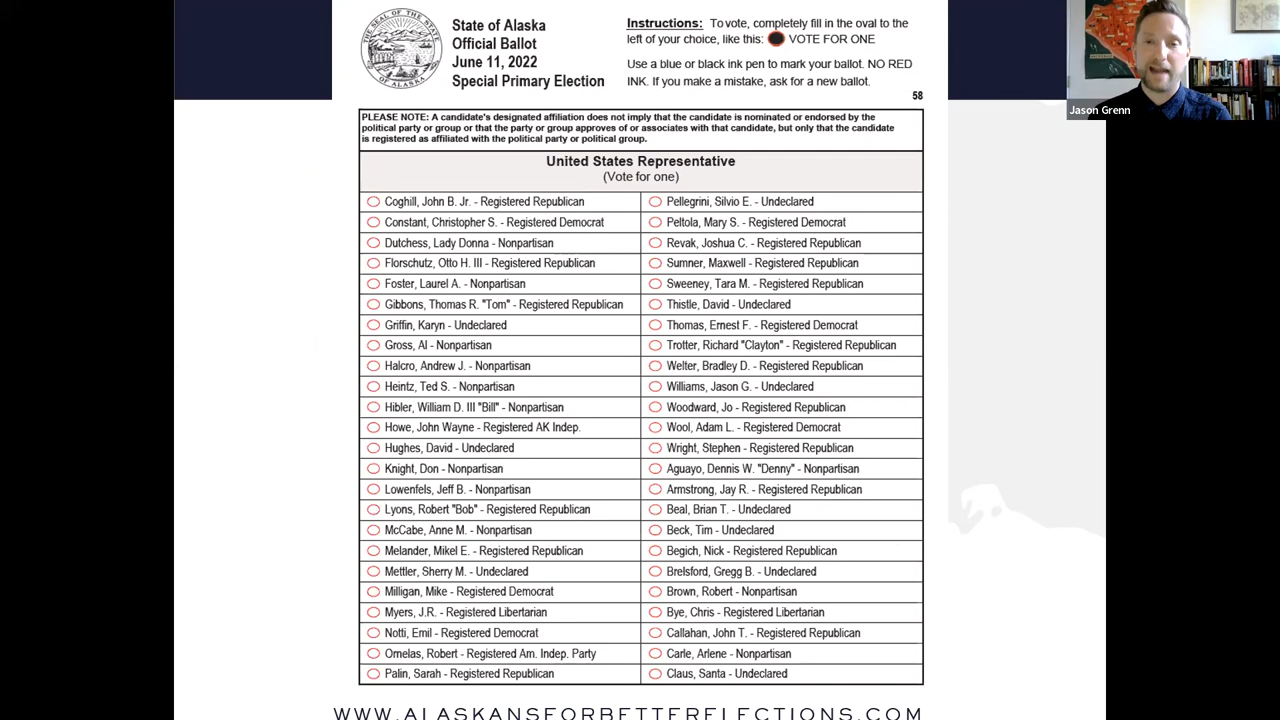 State of Alaska
Official Ballot
June 11, 2022
Special Primary Election
Instructions: To vote, completely fill in the oval to the
left of your choice, like this: VOTE FOR ONE
Use a blue or black ink pen to mark your ballot. NO RED
INK. If you make a mistake, ask for a new ballot.
58
THE SEAL OF THE STATE
OF ALASKA
Jason Grenn
PLEASE NOTE: A candidate's designated affiliation does not imply that the candidate is nominated or endorsed by the
political party or group or that the party or group approves of or associates with that candidate, but only that the candidate
is registered as affiliated with the political party or political group.
United States Representative
(Vote for one)
Coghill, John B. Jr. - Registered Republican
Constant, Christopher S. - Registered Democrat
Dutchess, Lady Donna - Nonpartisan
Florschutz, Otto H. III - Registered Republican
Foster, Laurel A. - Nonpartisan
Gibbons, Thomas R. "Tom" - Registered Republican
Griffin, Karyn - Undeclared
Gross, Al - Nonpartisan
Halcro, Andrew J. - Nonpartisan
Heintz, Ted S. - Nonpartisan
Hibler, William D. III "Bill" - Nonpartisan
Howe, John Wayne - Registered AK Indep.
Hughes, David - Undeclared
Knight, Don - Nonpartisan
Lowenfels, Jeff B. - Nonpartisan
Lyons, Robert "Bob" - Registered Republican
McCabe, Anne M. - Nonpartisan
Melander, Mikel E. - Registered Republican
Mettler, Sherry M. - Undeclared
Milligan, Mike - Registered Democrat
Myers, J.R. - Registered Libertarian
Notti, Emil - Registered Democrat
Ornelas, Robert - Registered Am. Indep. Party
Palin, Sarah - Registered Republican
Pellegrini, Silvio E. - Undeclared
Peltola, Mary S. - Registered Democrat
Revak, Joshua C. - Registered Republican
Sumner, Maxwell - Registered Republican
Sweeney, Tara M. - Registered Republican
Thistle, David - Undeclared
Thomas, Ernest F. - Registered Democrat
Trotter, Richard "Clayton" - Registered Republican
Welter, Bradley D. - Registered Republican
Williams, Jason G. - Undeclared
Woodward, Jo - Registered Republican
Wool, Adam L. - Registered Democrat
Wright, Stephen - Registered Republican
Aguayo, Dennis W. "Denny" - Nonpartisan
Armstrong, Jay R. - Registered Republican
Beal, Brian T. - Undeclared
Beck, Tim - Undeclared
Begich, Nick - Registered Republican
Brelsford, Gregg B. - Undeclared
Brown, Robert - Nonpartisan
Bye, Chris - Registered Libertarian
Callahan, John T. - Registered Republican
Carle, Arlene - Nonpartisan
Claus, Santa - Undeclared
WWW.ALASKANSFORBETTERELECTIONS.COM